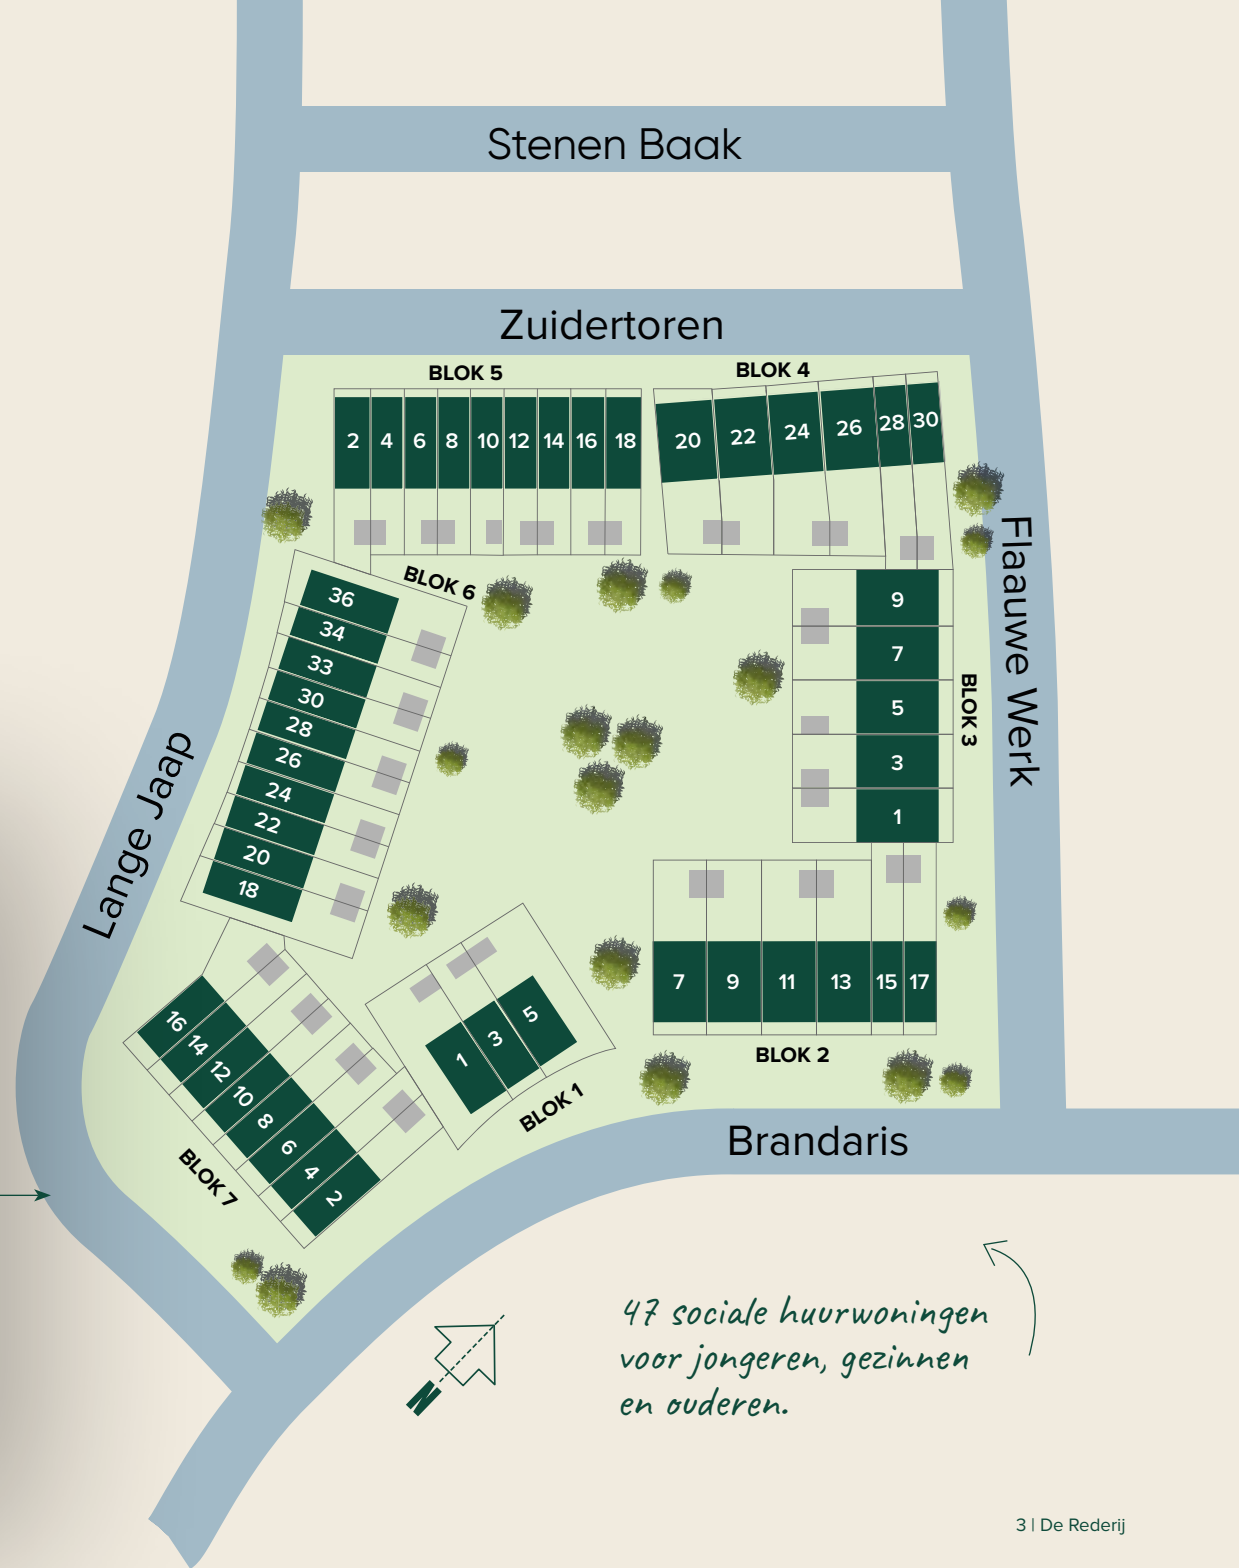 Stenen Baak
Zuidertoren
BLOK 5
BLOK 4
2 4 6 8 10 12 14 16 18
20 22 24 26 28 30
BLOK 6
36
34
33
30
28
26
24
22
20
18
9
7
5
3
1
BLOK 3
Flaauwe Werk
Lange Jaap
7 9 11 13 15 17
BLOK 2
1 3 5
BLOK 1
16
14
12
10
8
6
4
2
BLOK 7
Brandaris
N
47 sociale huurwoningen
voor jongeren, gezinnen
en ouderen.
3 | De Rederij